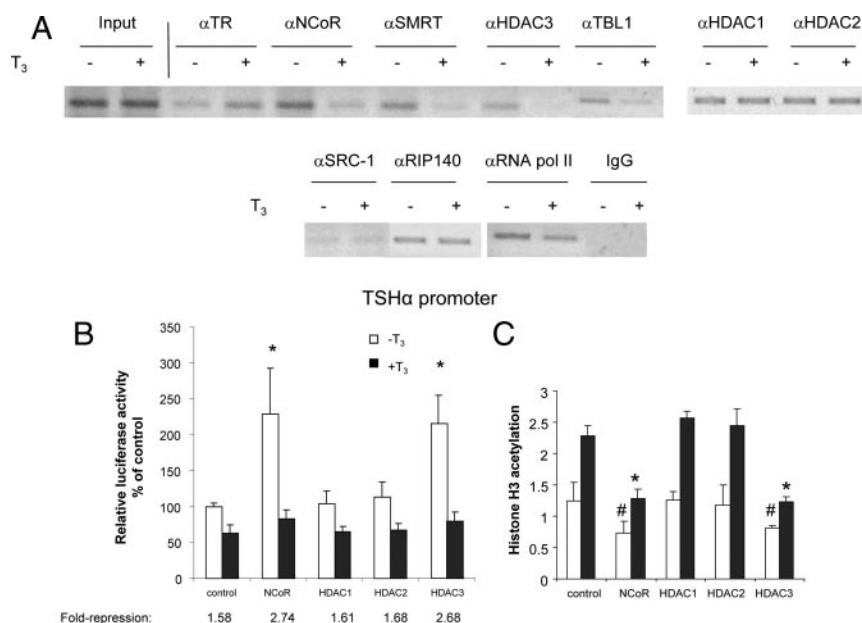 A
Input αTR αNCoR αSMRT αHDAC3 αTBL1 αHDAC1 αHDAC2
T3 - + - + - + - + - + - + - + - +
αSRC-1 αRIP140 αRNA pol II IgG
T3 - + - + - + - +
TSHα promoter
B
Relative luciferase activity
% of control
350
300
250
200
150
100
50
0
* *
-T3
+T3
control NCoR HDAC1 HDAC2 HDAC3
Fold-repression: 1.58 2.74 1.61 1.68 2.68
C
Histone H3 acetylation
3
2.5
2
1.5
1
0.5
0
# * # *
control NCoR HDAC1 HDAC2 HDAC3